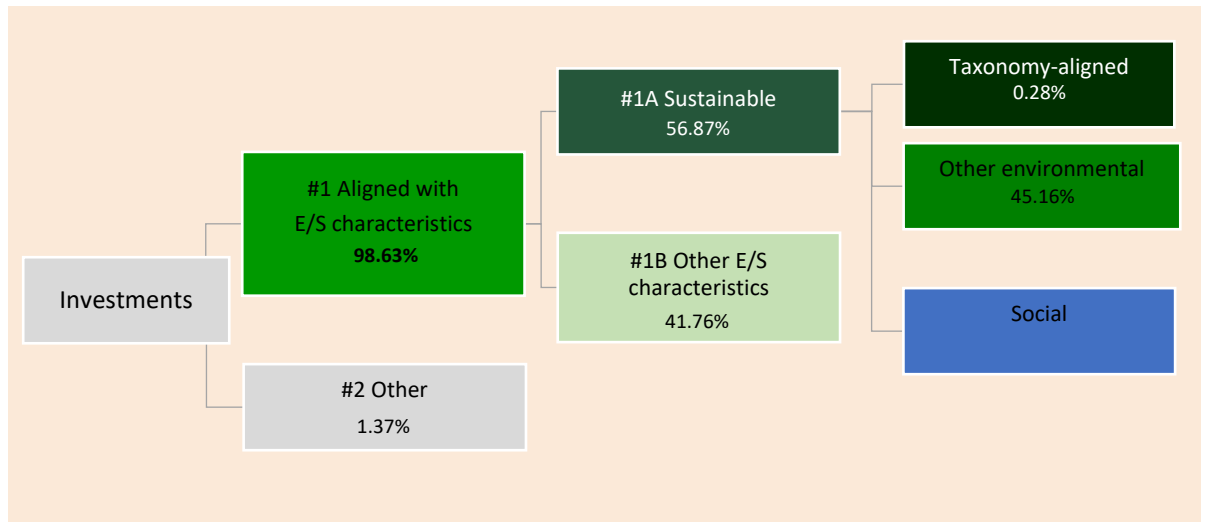 Investments
#1 Aligned with
E/S characteristics
98.63%
#2 Other
1.37%
#1A Sustainable
56.87%
#1B Other E/S
characteristics
41.76%
Taxonomy-aligned
0.28%
Other environmental
45.16%
Social